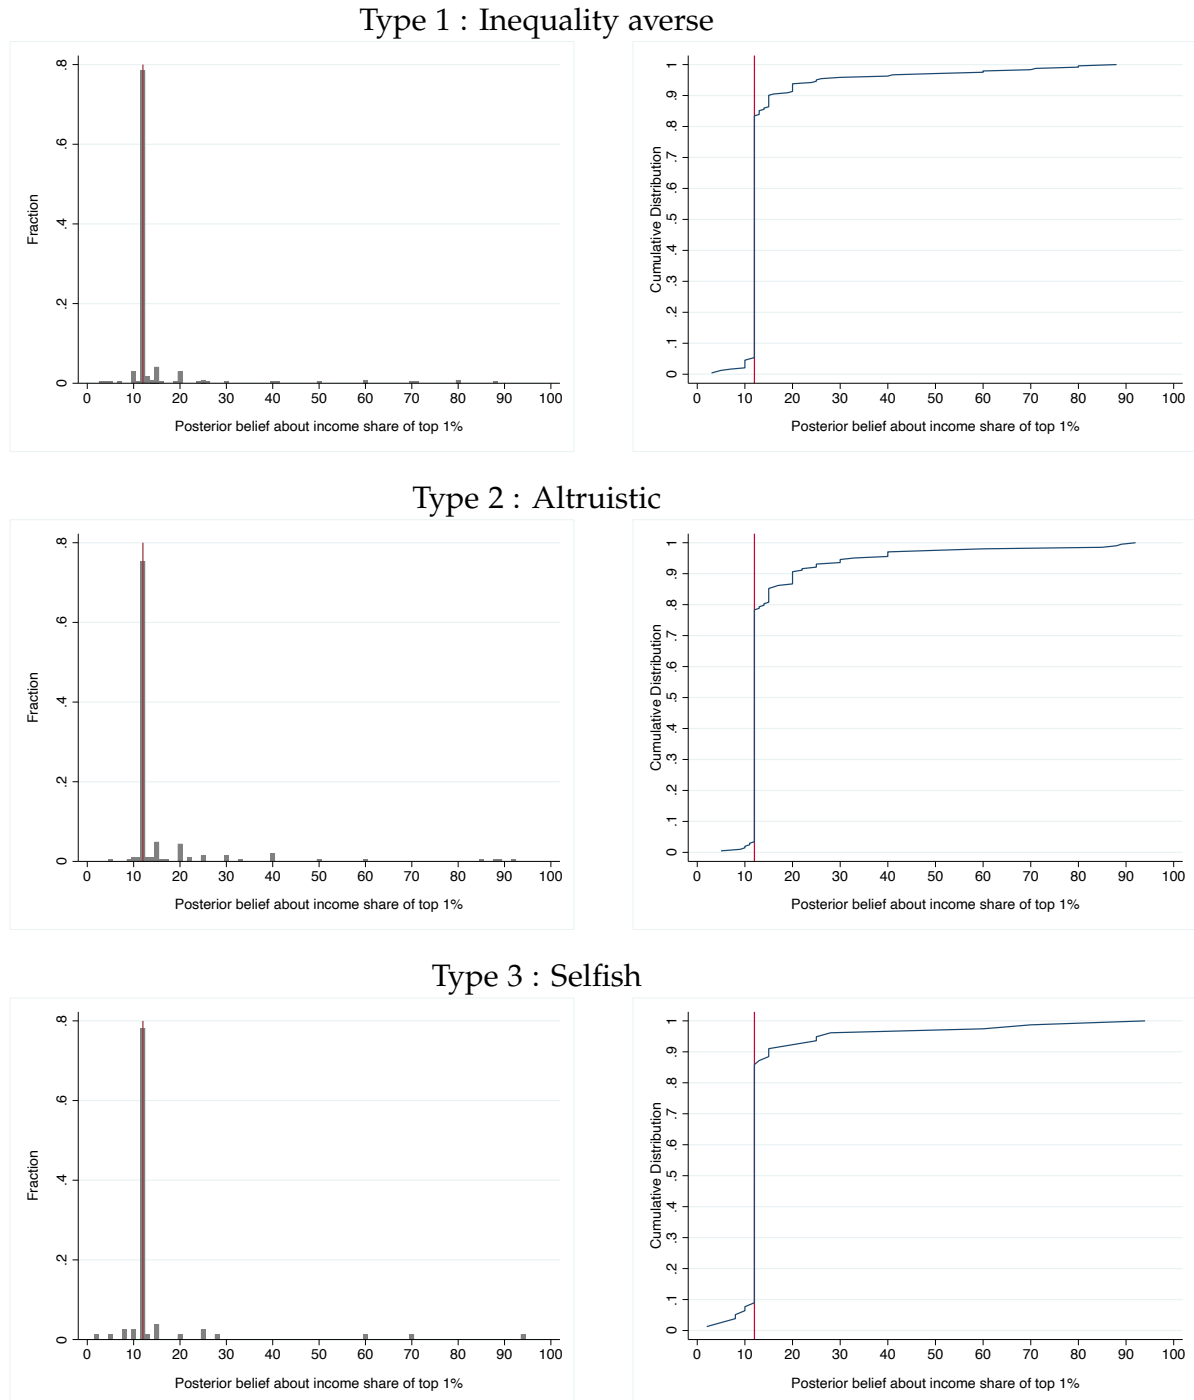 Type 1 : Inequality averse
Fraction
0 .2 .4 .6 .8
0 10 20 30 40 50 60 70 80 90 100
Posterior belief about income share of top 1%
Cumulative Distribution
0 .1 .2 .3 .4 .5 .6 .7 .8 .9 1
0 10 20 30 40 50 60 70 80 90 100
Posterior belief about income share of top 1%
Type 2 : Altruistic
Fraction
0 .2 .4 .6 .8
0 10 20 30 40 50 60 70 80 90 100
Posterior belief about income share of top 1%
Cumulative Distribution
0 .1 .2 .3 .4 .5 .6 .7 .8 .9 1
0 10 20 30 40 50 60 70 80 90 100
Posterior belief about income share of top 1%
Type 3 : Selfish
Fraction
0 .2 .4 .6 .8
0 10 20 30 40 50 60 70 80 90 100
Posterior belief about income share of top 1%
Cumulative Distribution
0 .1 .2 .3 .4 .5 .6 .7 .8 .9 1
0 10 20 30 40 50 60 70 80 90 100
Posterior belief about income share of top 1%